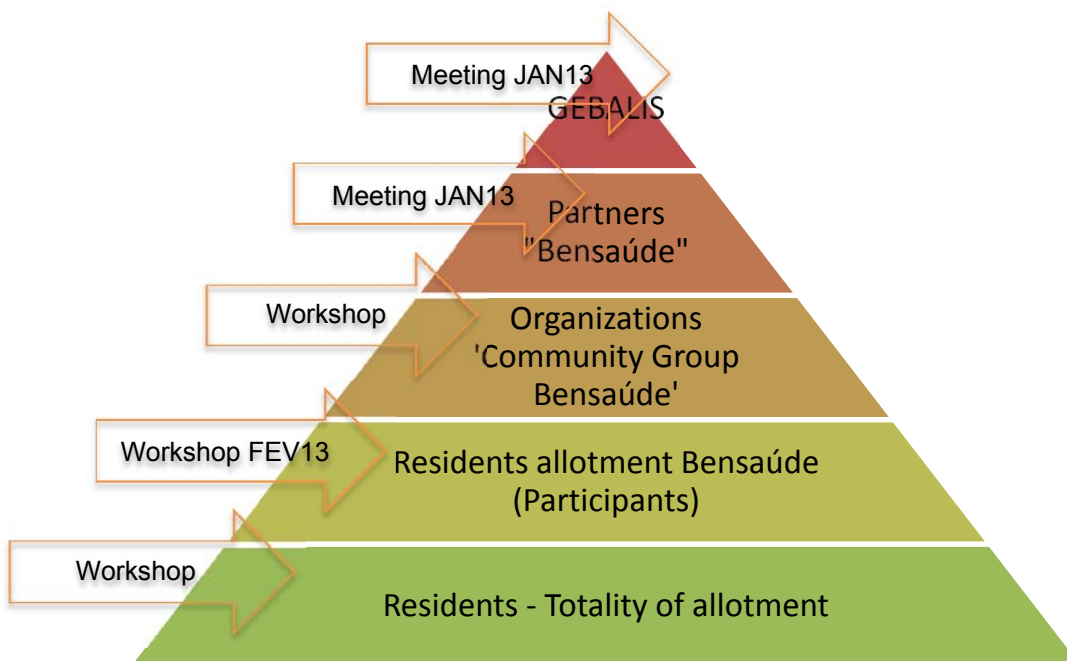 Meeting JAN13
GEBALIS
Meeting JAN13
Partners
"Bensaúde"
Workshop
Organizations
'Community Group
Bensaúde'
Workshop FEV13
Residents allotment Bensaúde
(Participants)
Workshop
Residents - Totality of allotment